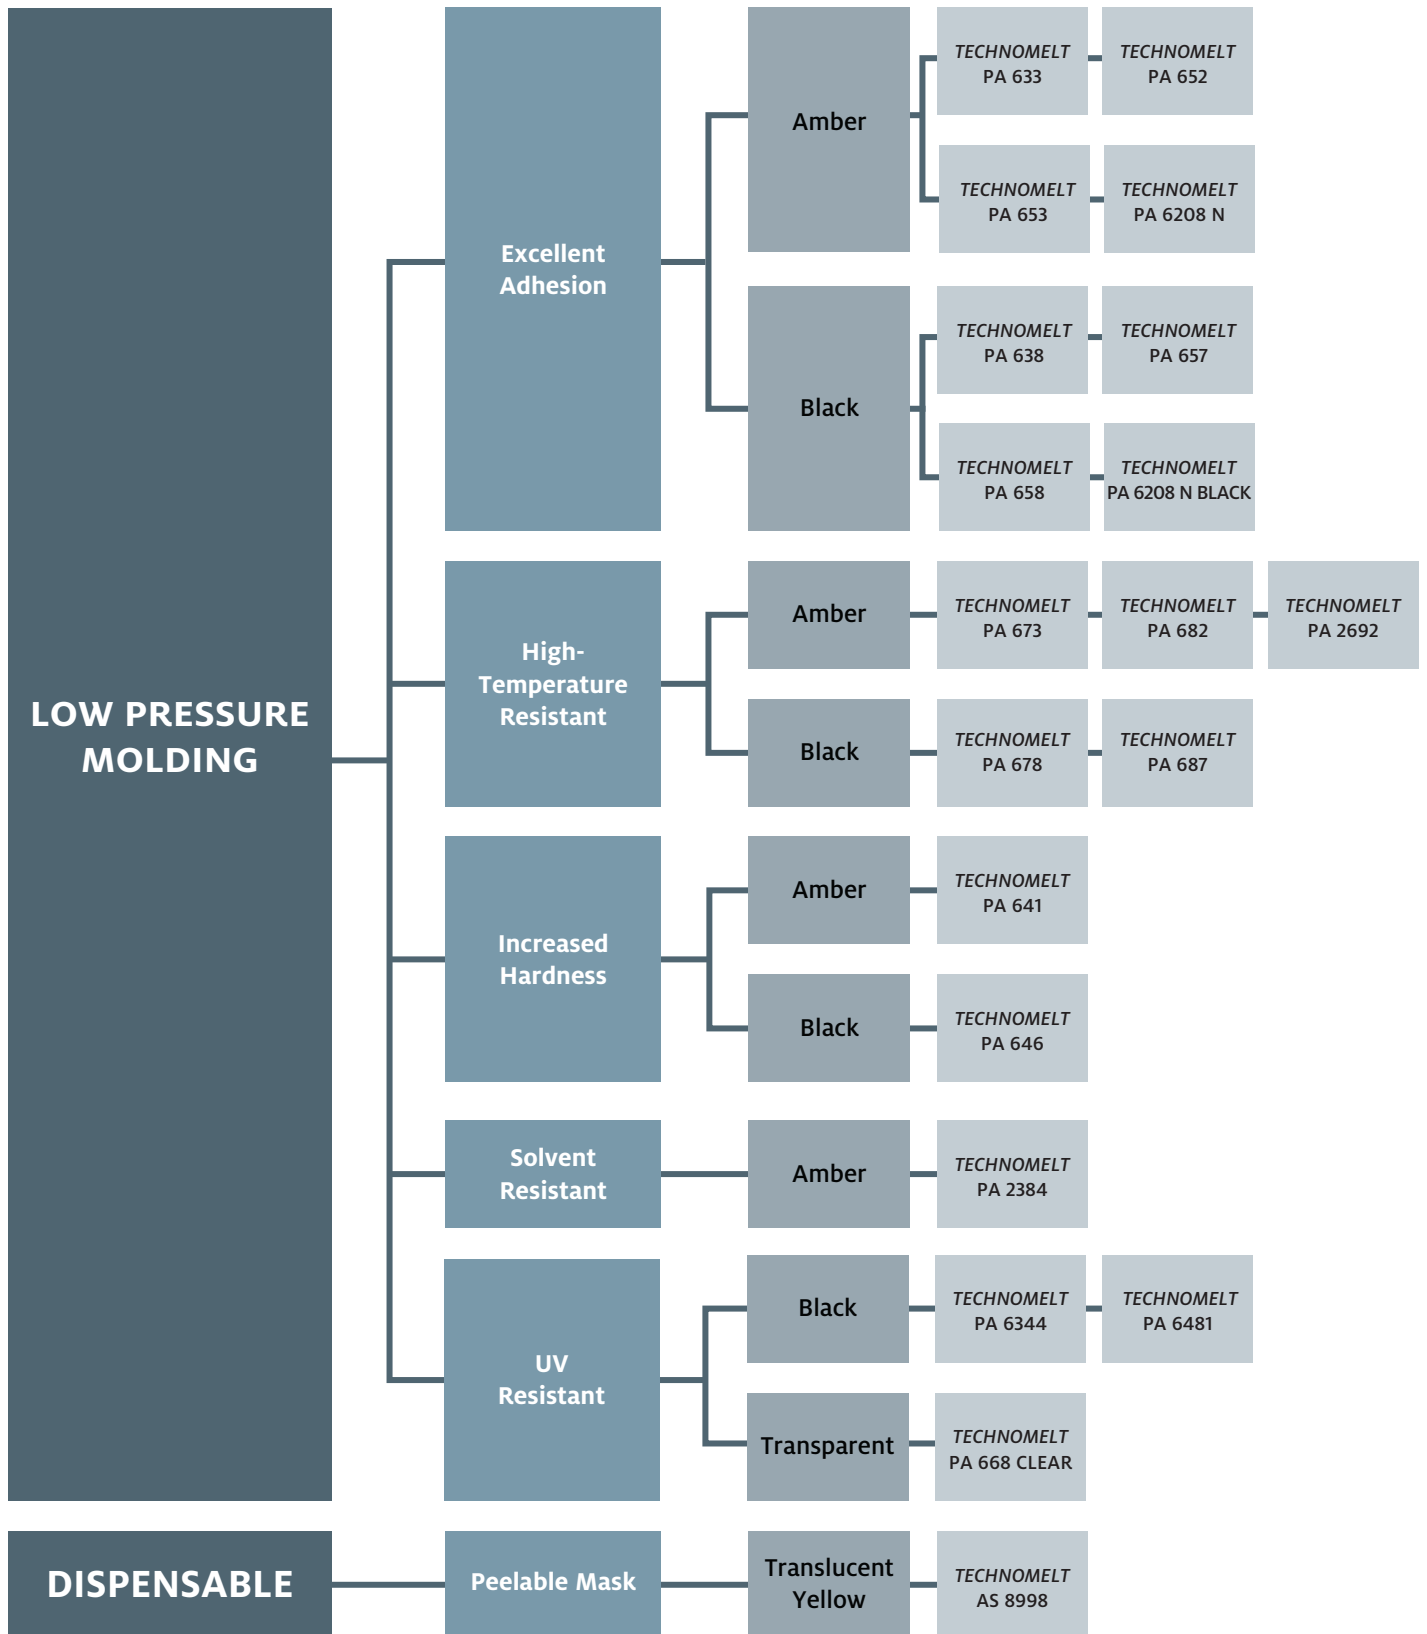 LOW PRESSURE
MOLDING
Excellent
Adhesion
Amber
TECHNOMELT
PA 633
TECHNOMELT
PA 652
TECHNOMELT
PA 653
TECHNOMELT
PA 6208 N
Black
TECHNOMELT
PA 638
TECHNOMELT
PA 657
TECHNOMELT
PA 658
TECHNOMELT
PA 6208 N BLACK
High-
Temperature
Resistant
Amber
TECHNOMELT
PA 673
TECHNOMELT
PA 682
TECHNOMELT
PA 2692
Black
TECHNOMELT
PA 678
TECHNOMELT
PA 687
Increased
Hardness
Amber
TECHNOMELT
PA 641
Black
TECHNOMELT
PA 646
Solvent
Resistant
Amber
TECHNOMELT
PA 2384
UV
Resistant
Black
TECHNOMELT
PA 6344
TECHNOMELT
PA 6481
Transparent
TECHNOMELT
PA 668 CLEAR
DISPENSABLE
Peelable Mask
Translucent
Yellow
TECHNOMELT
AS 8998